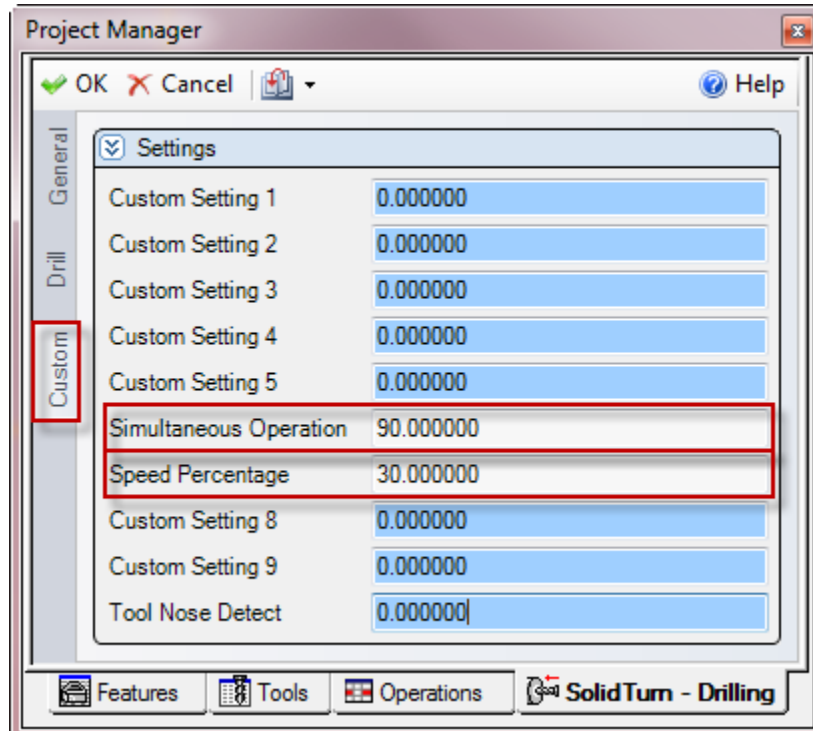 Project Manager
OK Cancel Help
General
Drill
Custom
Settings
Custom Setting 1 0.000000
Custom Setting 2 0.000000
Custom Setting 3 0.000000
Custom Setting 4 0.000000
Custom Setting 5 0.000000
Simultaneous Operation 90.000000
Speed Percentage 30.000000
Custom Setting 8 0.000000
Custom Setting 9 0.000000
Tool Nose Detect 0.000000
Features Tools Operations SolidTurn - Drilling